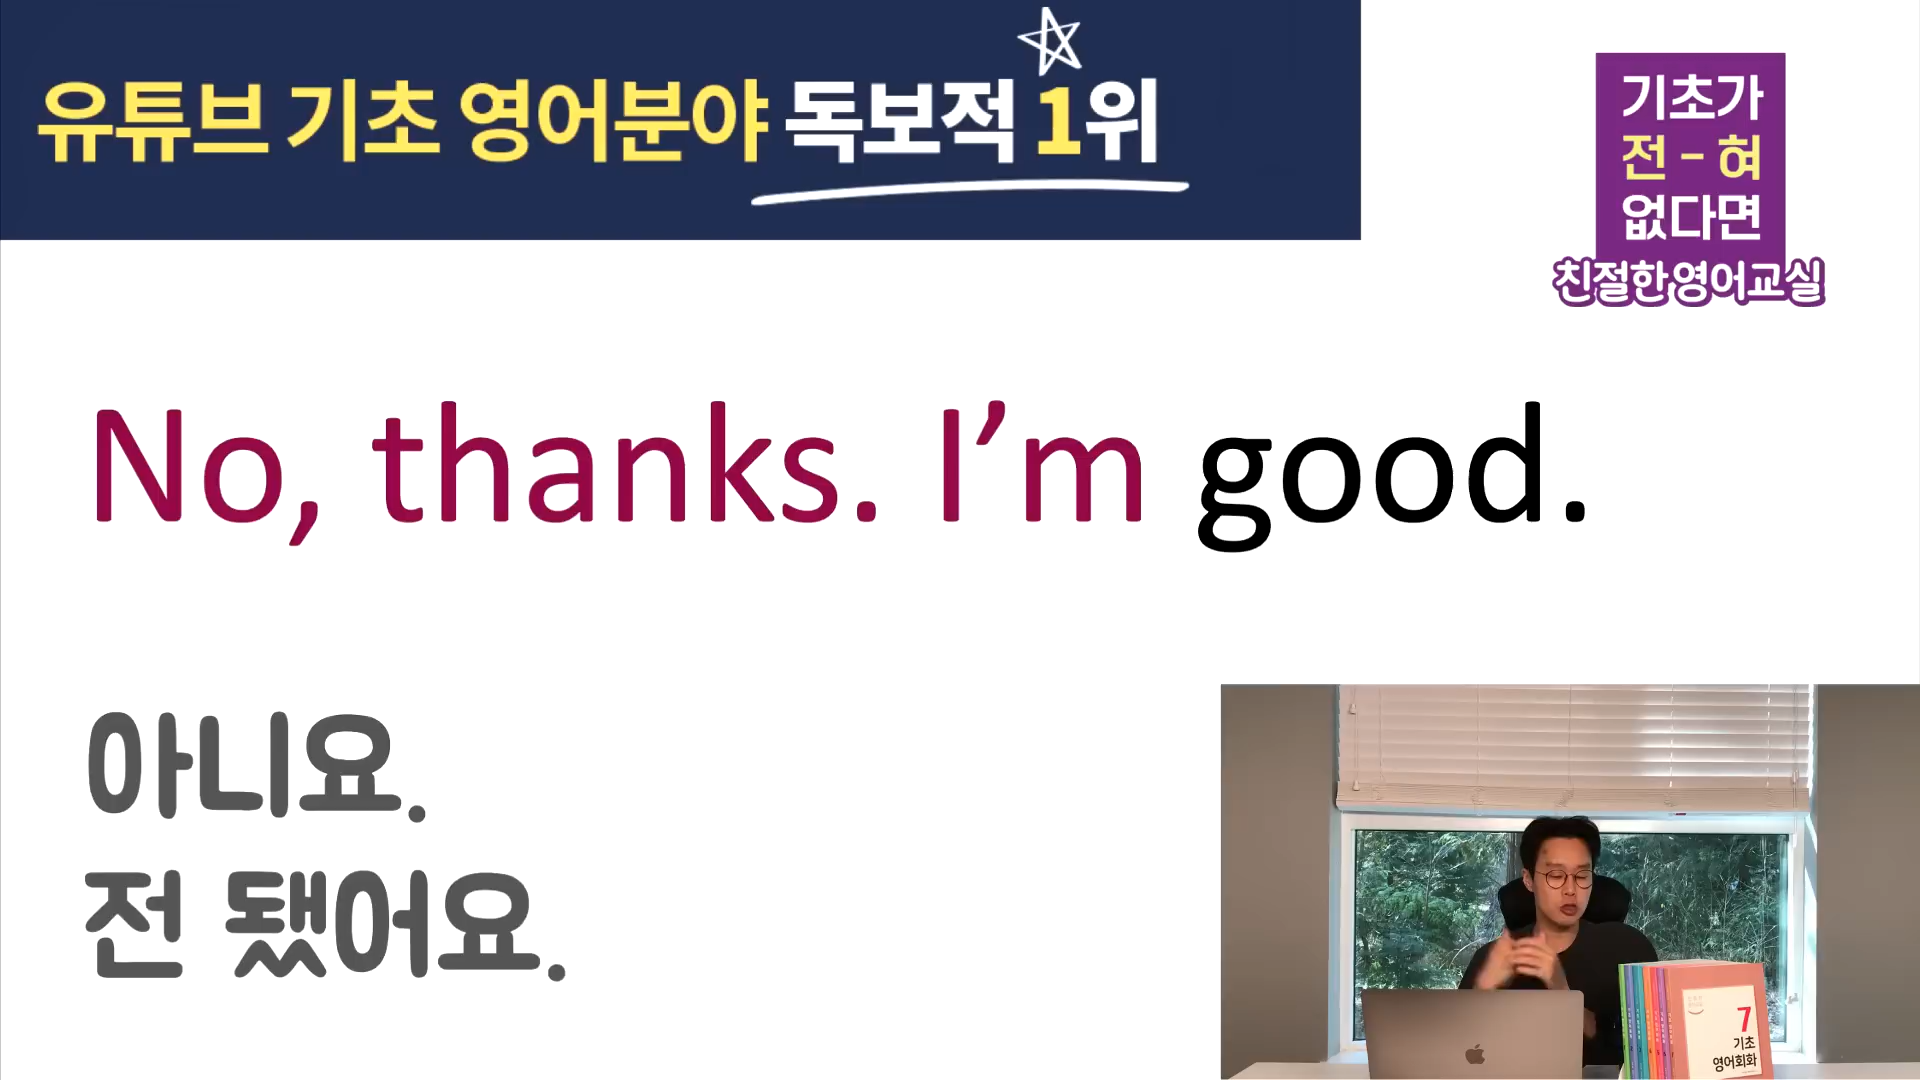 유튜브 기초 영어분야 독보적 1위
기초가
전-혀
없다면
친절한영어교실
No, thanks. I’m good.
아니요.
전 됐어요.
7
기초
영어회화